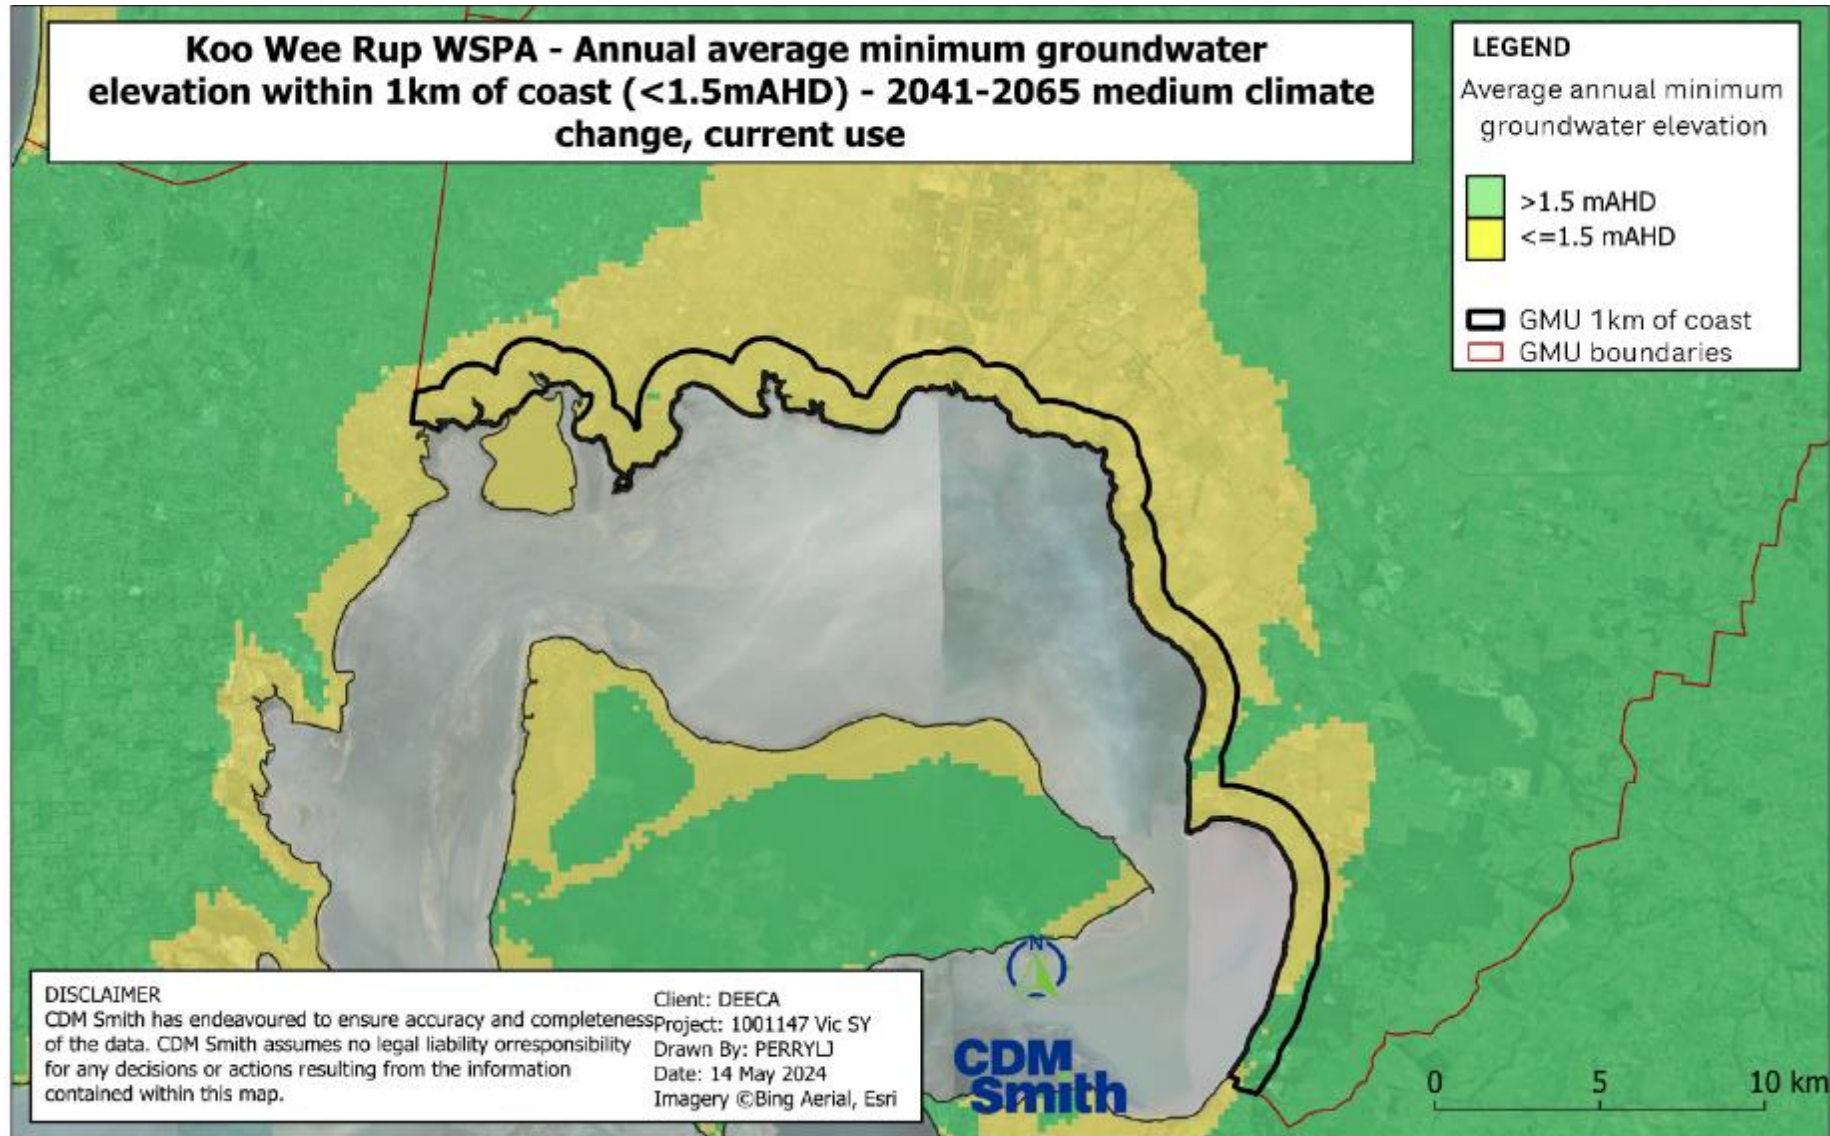 Koo Wee Rup WSPA - Annual average minimum groundwater
elevation within 1km of coast (<1.5mAHD) - 2041-2065 medium climate
change, current use
LEGEND
Average annual minimum
groundwater elevation
>1.5 mAHD
<=1.5 mAHD
GMU 1km of coast
GMU boundaries
DISCLAIMER
CDM Smith has endeavoured to ensure accuracy and completeness
of the data. CDM Smith assumes no legal liability orresponsibility
for any decisions or actions resulting from the information
contained within this map.
Client: DEECA
Project: 1001147 Vic SY
Drawn By: PERRYLJ
Date: 14 May 2024
Imagery ©Bing Aerial, Esri
N
CDM
Smith
0 5 10 km